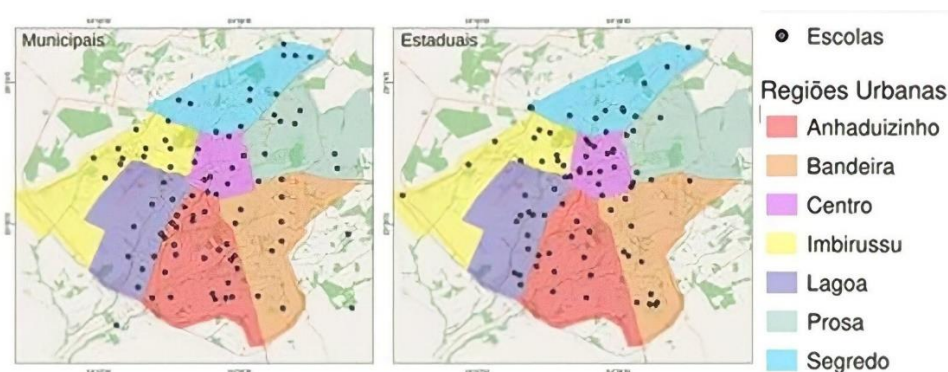 Municipais
Estaduais
Escolas
Regiões Urbanas
Anhaduizinho
Bandeira
Centro
Imbirussu
Lagoa
Prosa
Segredo